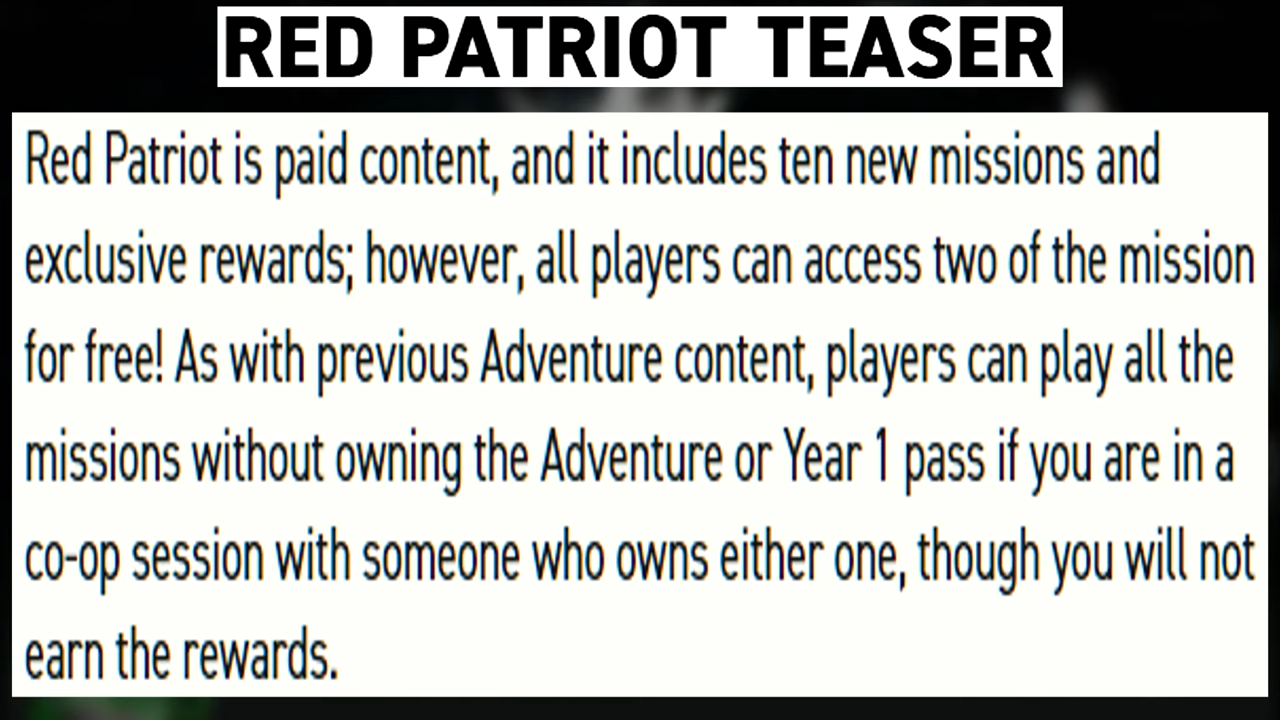 RED PATRIOT TEASER
Red Patriot is paid content, and it includes ten new missions and
exclusive rewards; however, all players can access two of the mission
for free! As with previous Adventure content, players can play all the
missions without owning the Adventure or Year 1 pass if you are in a
co-op session with someone who owns either one, though you will not
earn the rewards.